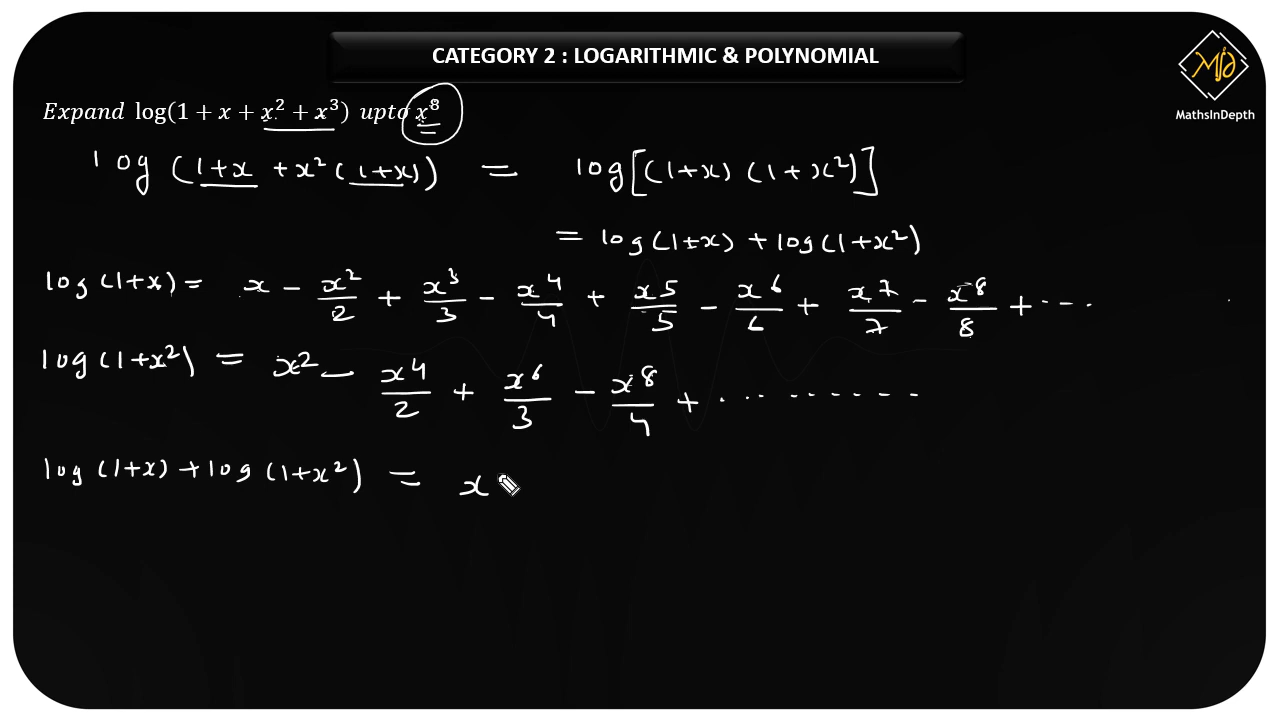 CATEGORY 2 : LOGARITHMIC & POLYNOMIAL
MathsInDepth
Expand log(1 + x + x² + x³) upto x⁸
log (1+x + x² (1+x)) = log[(1+x) (1+x²)]
= log(1+x) + log(1+x²)
log (1+x) = x - x²/2 + x³/3 - x⁴/4 + x⁵/5 - x⁶/6 + x⁷/7 - x⁸/8 + ....
log (1+x²) = x² - x⁴/2 + x⁶/3 - x⁸/4 + ..........
log (1+x) + log (1+x²) = x